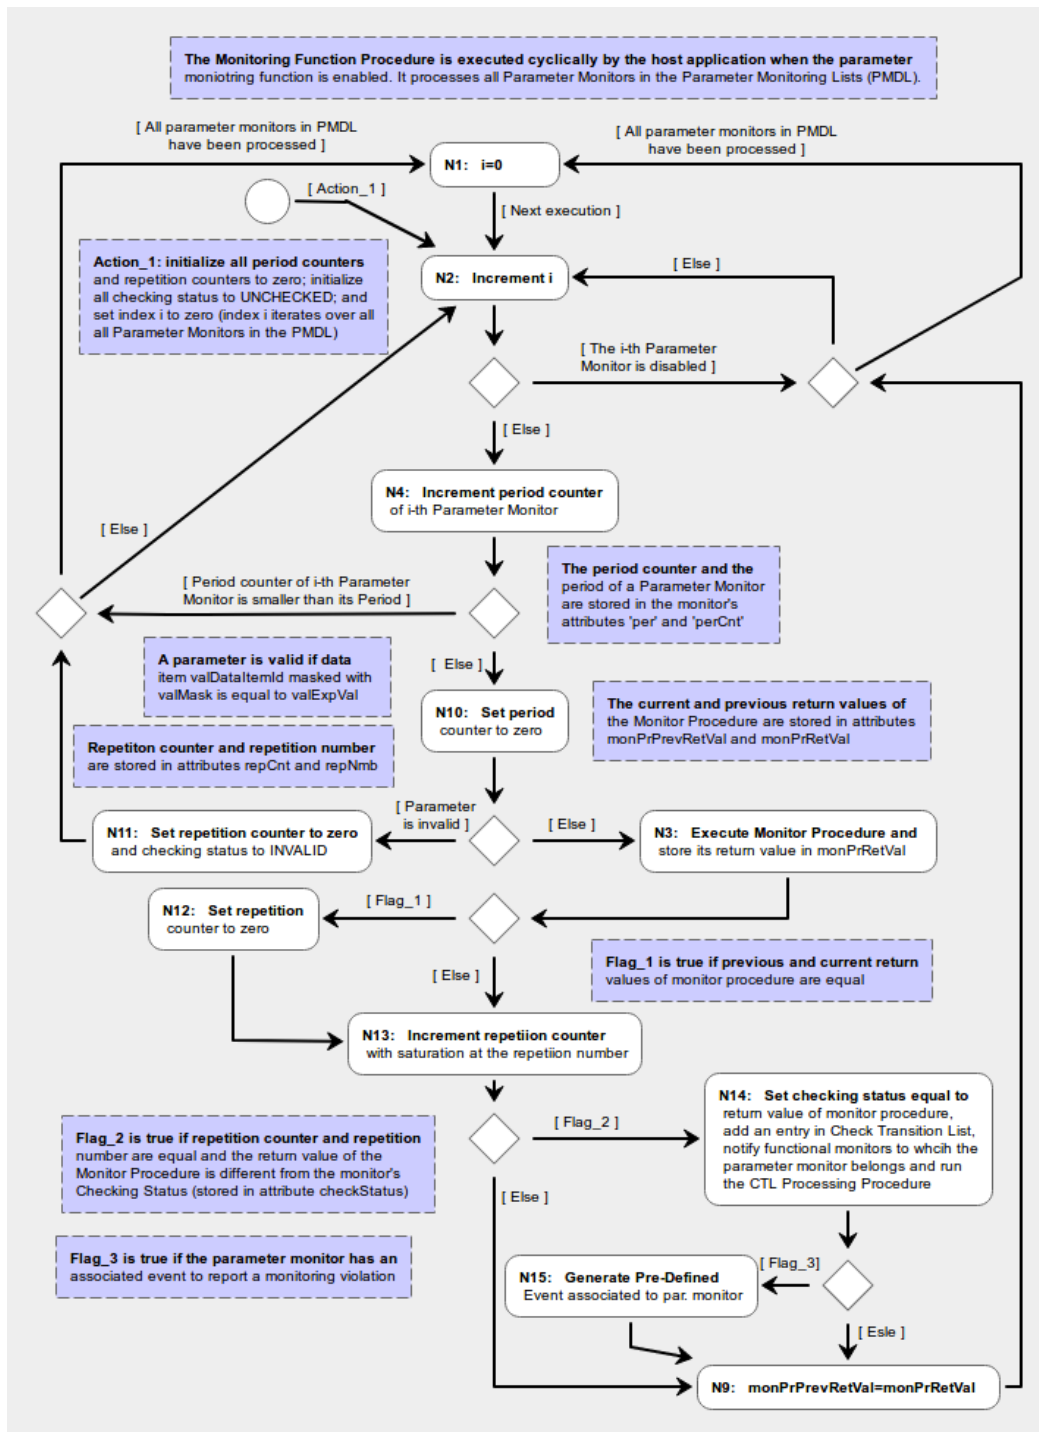 The Monitoring Function Procedure is executed cyclically by the host application when the parameter
moniotring function is enabled. It processes all Parameter Monitors in the Parameter Monitoring Lists (PMDL).
[ All parameter monitors in PMDL
have been processed ]
[ All parameter monitors in PMDL
have been processed ]
N1: i=0
[ Action_1 ]
[ Next execution ]
Action_1: initialize all period counters
and repetition counters to zero; initialize
all checking status to UNCHECKED; and
set index i to zero (index i iterates over all
all Parameter Monitors in the PMDL)
N2: Increment i
[ Else ]
[ The i-th Parameter
Monitor is disabled ]
[ Else ]
N4: Increment period counter
of i-th Parameter Monitor
[ Else ]
[ Period counter of i-th Parameter
Monitor is smaller than its Period ]
The period counter and the
period of a Parameter Monitor
are stored in the monitor's
attributes 'per' and 'perCnt'
A parameter is valid if data
item valDataItemId masked with
valMask is equal to valExpVal
[ Else ]
N10: Set period
counter to zero
The current and previous return values of
the Monitor Procedure are stored in attributes
monPrPrevRetVal and monPrRetVal
Repetiton counter and repetition number
are stored in attributes repCnt and repNmb
[ Parameter
is invalid ]
[ Else ]
N11: Set repetition counter to zero
and checking status to INVALID
N3: Execute Monitor Procedure and
store its return value in monPrRetVal
N12: Set repetition
counter to zero
[ Flag_1 ]
Flag_1 is true if previous and current return
values of monitor procedure are equal
[ Else ]
N13: Increment repetiion counter
with saturation at the repetiion number
N14: Set checking status equal to
return value of monitor procedure,
add an entry in Check Transition List,
notify functional monitors to whcih the
parameter monitor belongs and run
the CTL Processing Procedure
[ Flag_2 ]
Flag_2 is true if repetition counter and repetition
number are equal and the return value of the
Monitor Procedure is different from the monitor's
Checking Status (stored in attribute checkStatus)
[ Else ]
Flag_3 is true if the parameter monitor has an
associated event to report a monitoring violation
[ Flag_3]
N15: Generate Pre-Defined
Event associated to par. monitor
[ Esle ]
N9: monPrPrevRetVal=monPrRetVal